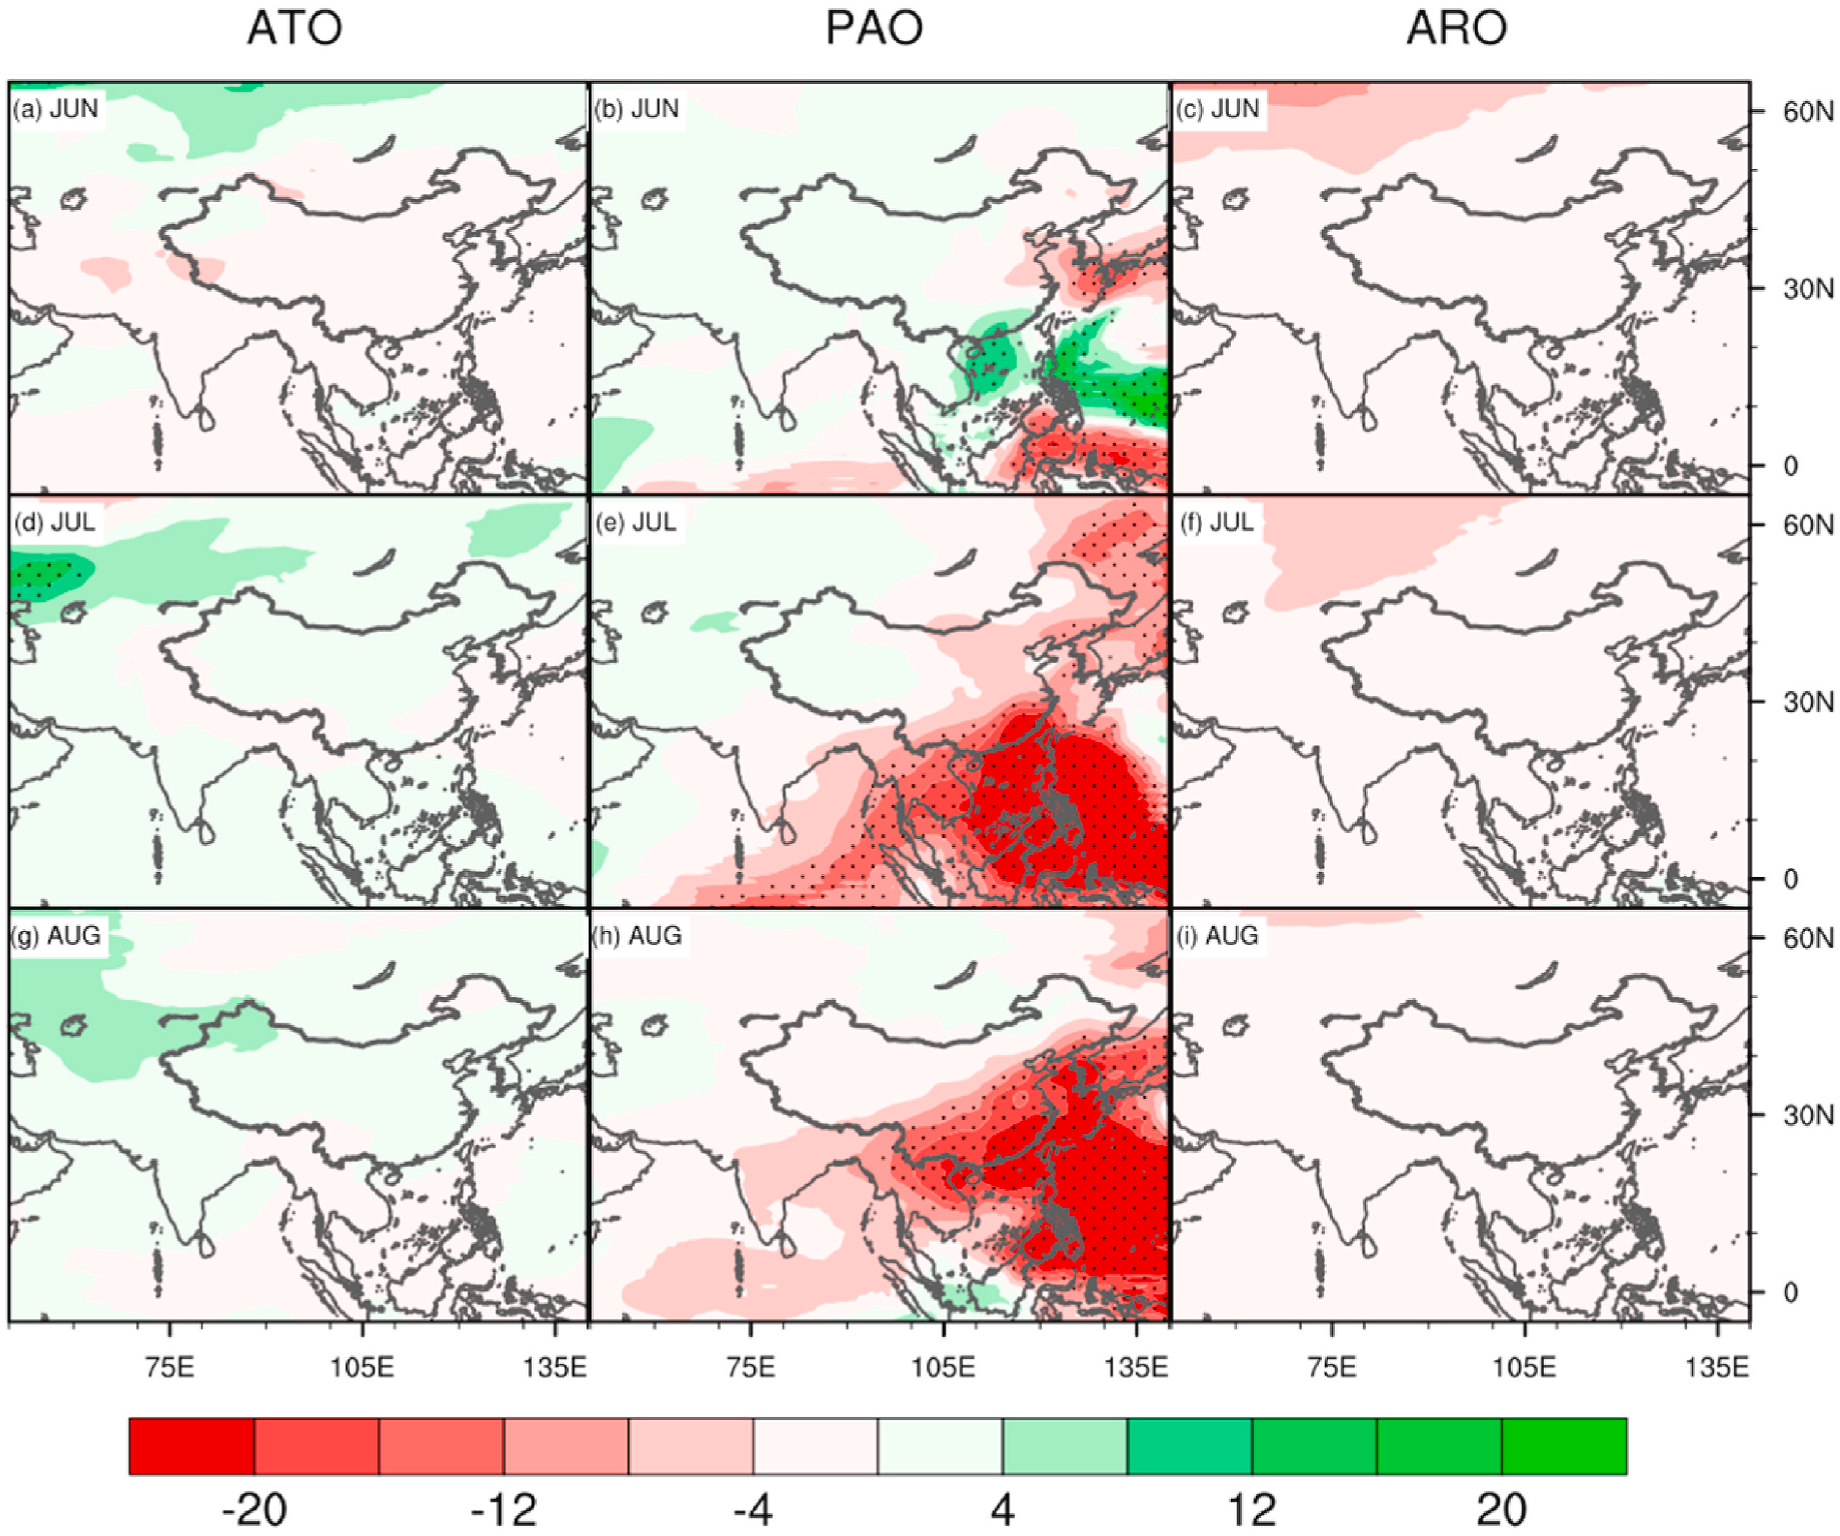 ATO PAO ARO
(a) JUN (b) JUN (c) JUN 60N
30N
0
(d) JUL (e) JUL (f) JUL 60N
30N
0
(g) AUG (h) AUG (i) AUG 60N
30N
0
75E 105E 135E 75E 105E 135E 75E 105E 135E
-20 -12 -4 4 12 20